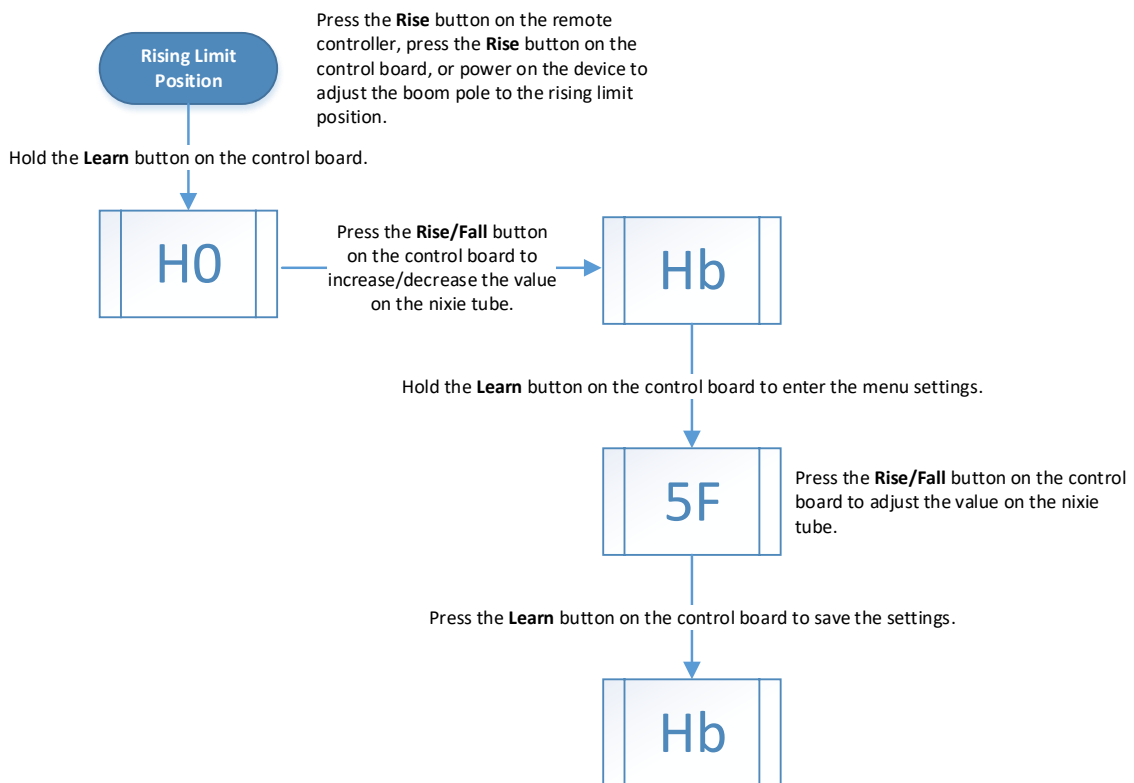 Rising Limit
Position
Press the Rise button on the remote
controller, press the Rise button on the
control board, or power on the device to
adjust the boom pole to the rising limit
position.
Hold the Learn button on the control board.
H0
Press the Rise/Fall button
on the control board to
increase/decrease the value
on the nixie tube.
Hb
Hold the Learn button on the control board to enter the menu settings.
5F
Press the Rise/Fall button on the control
board to adjust the value on the nixie
tube.
Press the Learn button on the control board to save the settings.
Hb